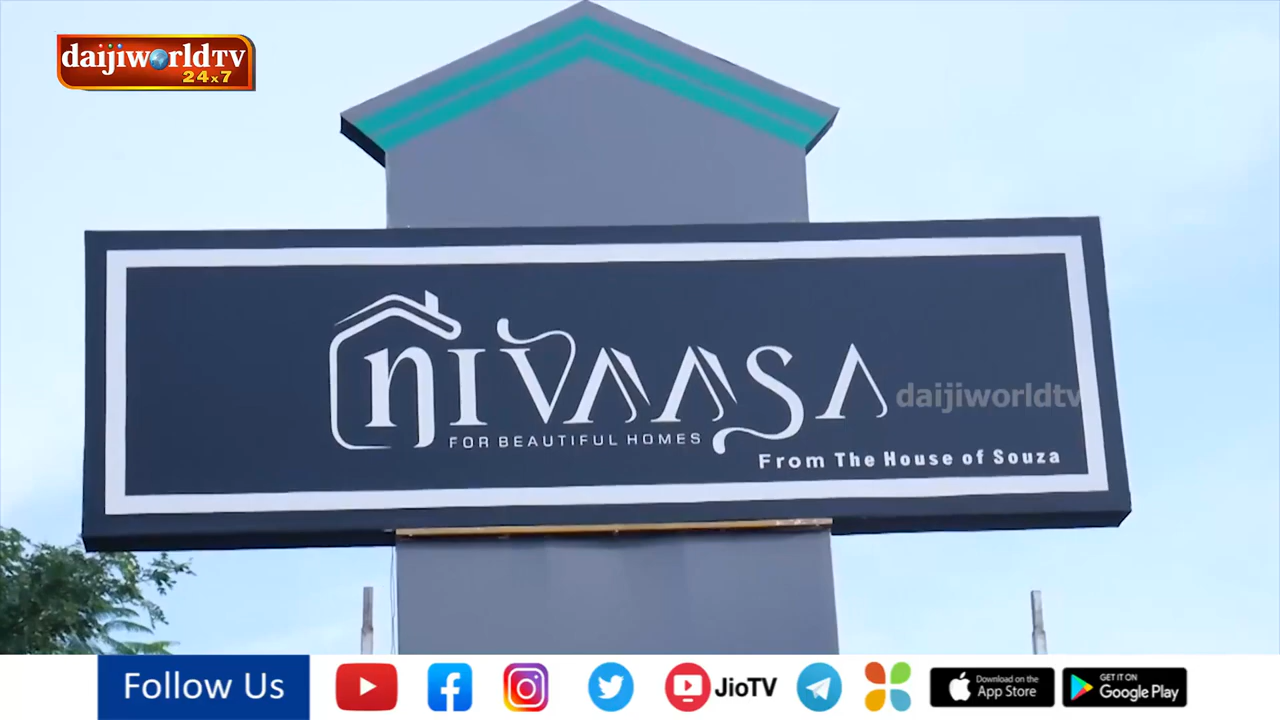 daijiworldTV
24x7
nivaasa
daijiworldtv
FOR BEAUTIFUL HOMES
From The House of Souza
Follow Us
JioTV
Download on the
App Store
GET IT ON
Google Play